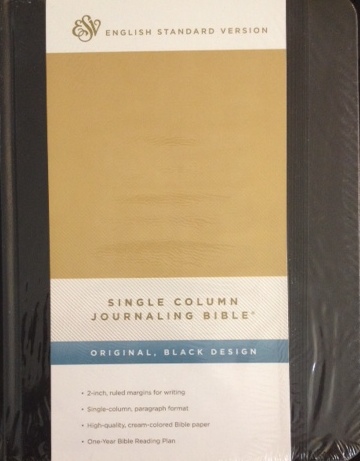 ESV ENGLISH STANDARD VERSION
SINGLE COLUMN
JOURNALING BIBLE®
ORIGINAL, BLACK DESIGN
• 2-inch, ruled margins for writing
• Single-column, paragraph format
• High-quality, cream-colored Bible paper
• One-Year Bible Reading Plan